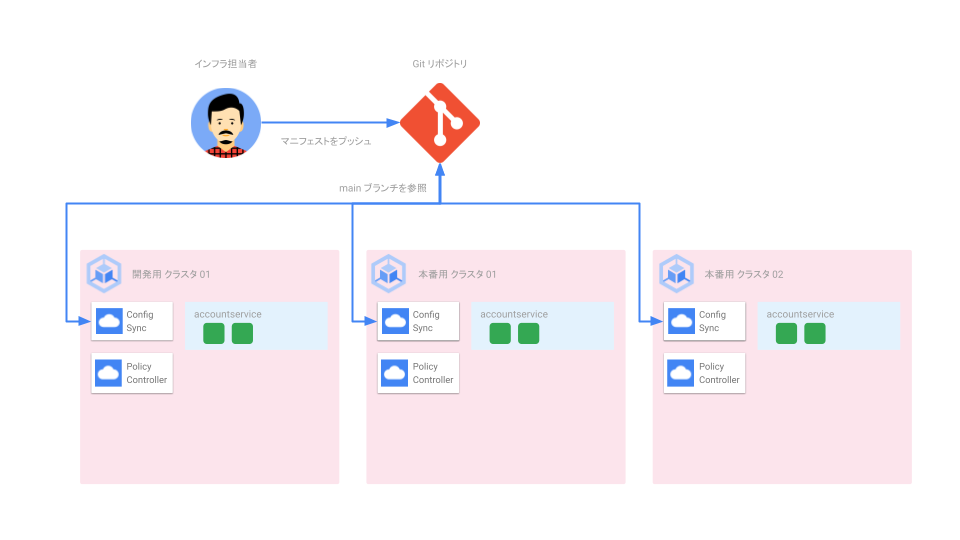 インフラ担当者
Git リポジトリ
マニフェストをプッシュ
main ブランチを参照
開発用 クラスタ 01
Config
Sync
accountservice
Policy
Controller
本番用 クラスタ 01
Config
Sync
accountservice
Policy
Controller
本番用 クラスタ 02
Config
Sync
accountservice
Policy
Controller